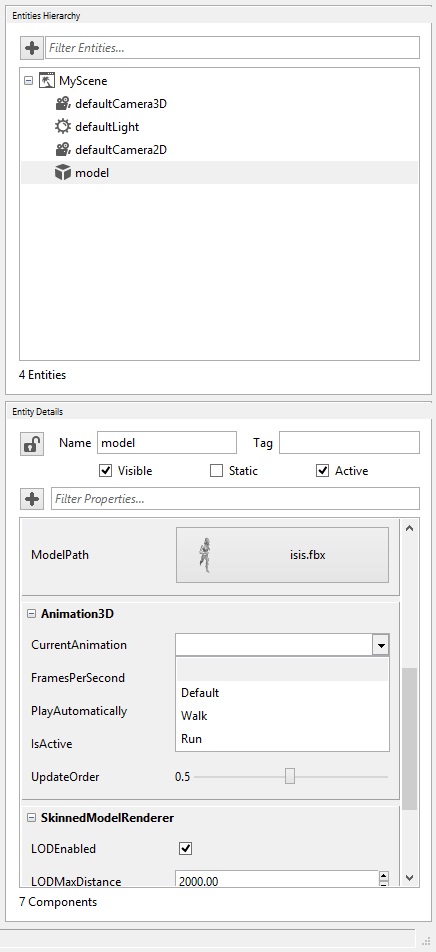 Entities Hierarchy
Filter Entities...
MyScene
defaultCamera3D
defaultLight
defaultCamera2D
model
4 Entities
Entity Details
Name model Tag
Visible Static Active
Filter Properties...
ModelPath isis.fbx
Animation3D
CurrentAnimation
FramesPerSecond
Default
PlayAutomatically
Walk
Run
IsActive
UpdateOrder 0.5
SkinnedModelRenderer
LODEnabled
LODMaxDistance 2000.00
7 Components